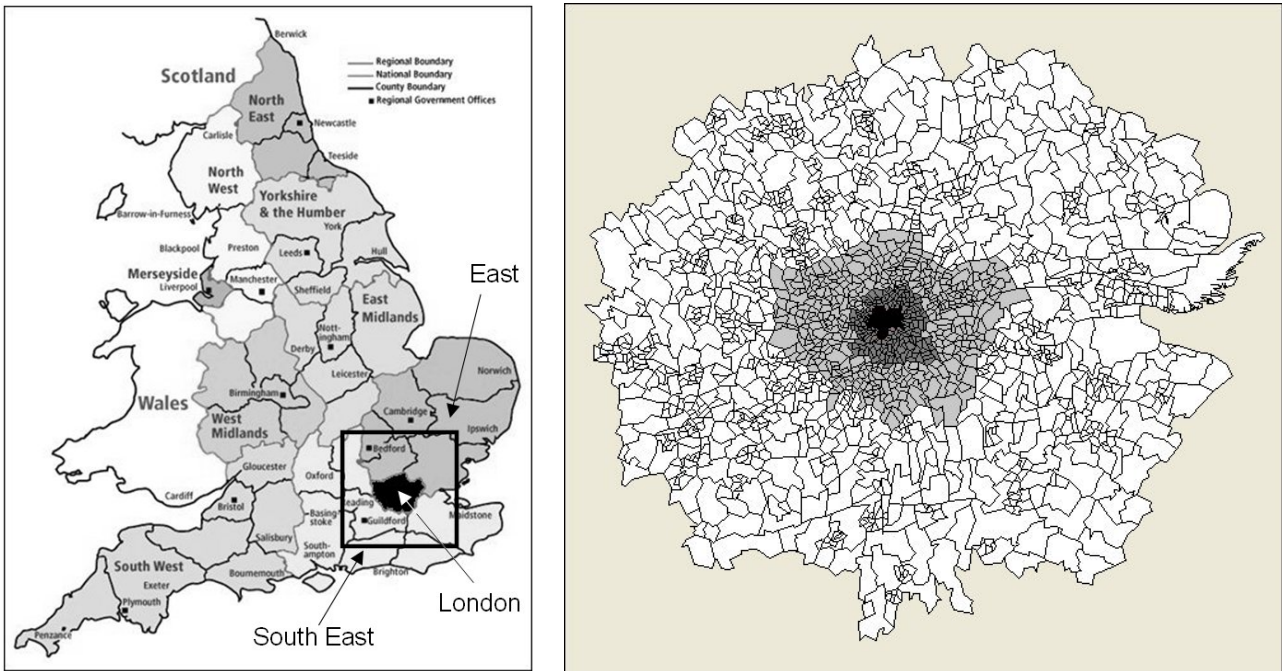 Berwick
Scotland
Regional Boundary
National Boundary
County Boundary
Regional Government Offices
North
East
Newcastle
Carlisle
Teeside
North
West
Yorkshire
& the Humber
York
Barrow-in-Furness
Blackpool
Preston
Leeds
Hull
Merseyside
Liverpool
Manchester
Sheffield
East
East
Midlands
Nott-
ingham
Derby
Leicester
Norwich
Birmingham
Wales
West
Midlands
Cambridge
Ipswich
Bedford
Gloucester
Oxford
Cardiff
Bristol
Reading
Basing-
stoke
Guildford
Maidstone
Salisbury
South-
ampton
South West
Exeter
Bournemouth
Brighton
Plymouth
Penzance
London
South East